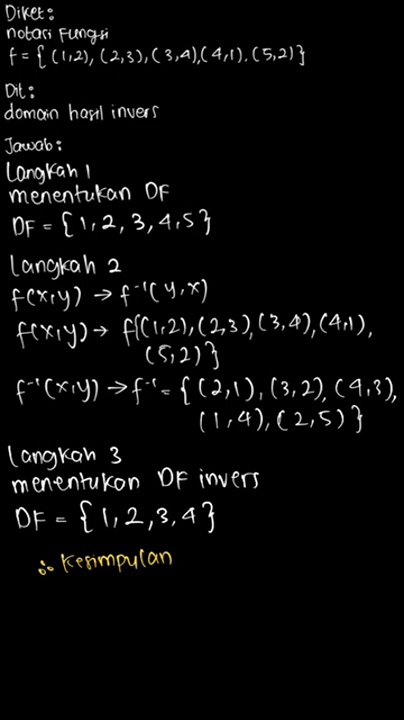 Diket:
notasi Fungsi
f = { (1,2), (2,3), (3,4), (4,1). (5,2) }
Dit:
domain hasil invers
Jawab:
Langkah 1
menentukan DF
DF = { 1, 2, 3, 4, 5 }
Langkah 2
f(x,y) → f⁻¹(y,x)
f(x,y) → f{(1,2), (2,3), (3,4), (4,1),
(5,2)}
f⁻¹(x,y) → f⁻¹ = { (2,1), (3,2), (4,3),
(1,4), (2,5) }
Langkah 3
menentukan DF invers
DF = { 1, 2, 3, 4 }
∴ Kesimpulan